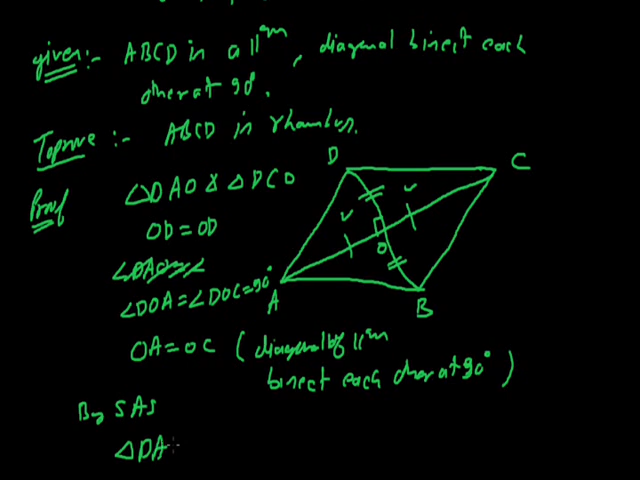 given:- ABCD is a ||gm, diagonal bisect each
other at 90°.
To prove :- ABCD is rhombus.
Proof
△DAO & △DCO
OD=OD
∠DOA=∠DOC=90°
OA=OC (diagonal of ||gm
bisect each other at 90°)
By SAS
△DA
D
C
O
A
B